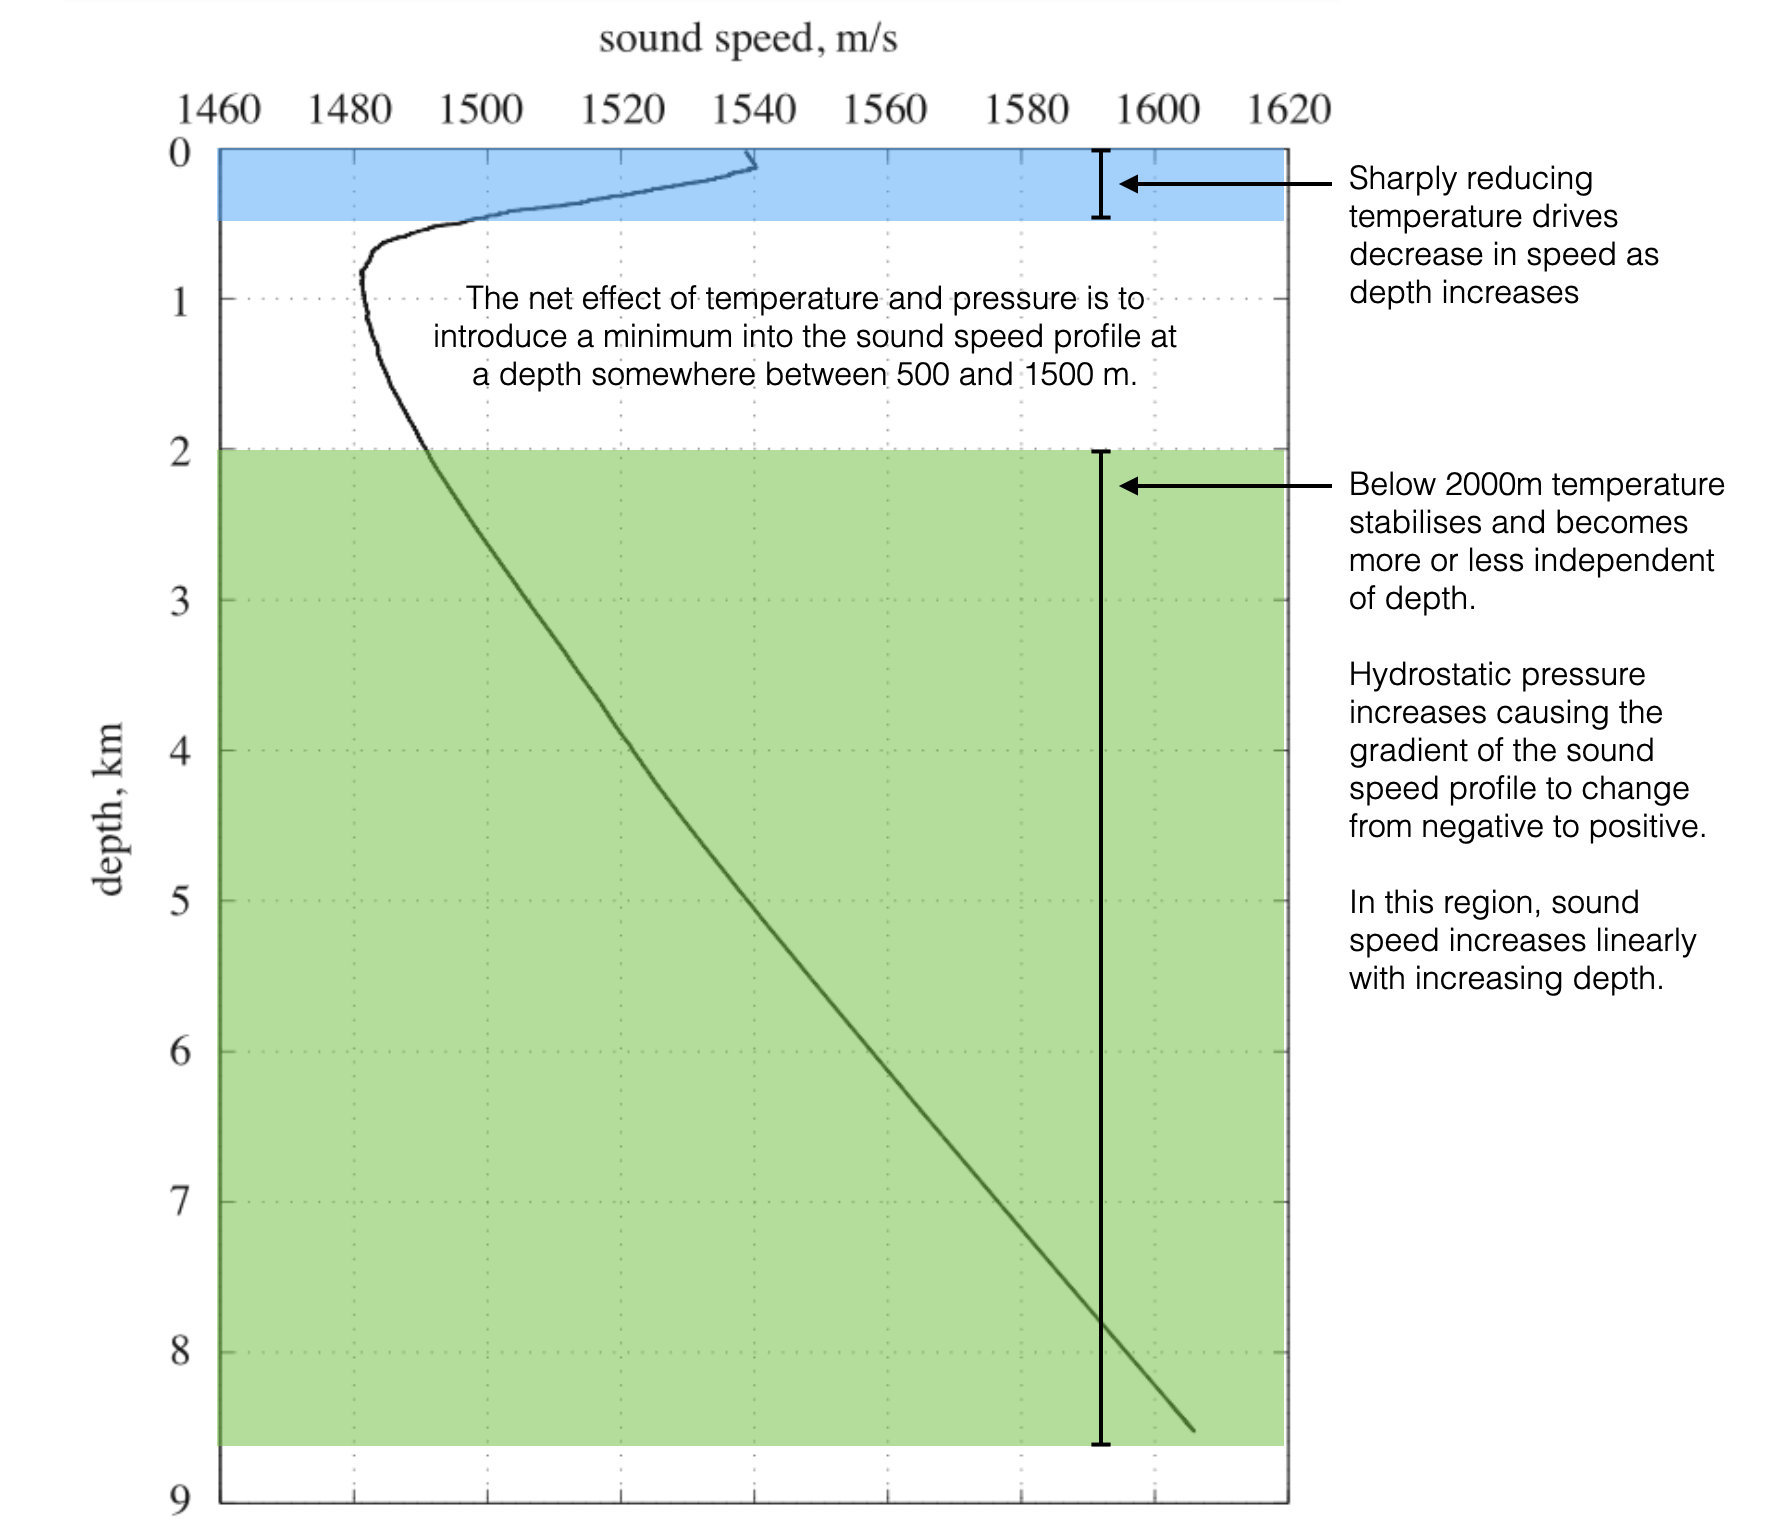 sound speed, m/s
1460 1480 1500 1520 1540 1560 1580 1600 1620
0
Sharply reducing
temperature drives
decrease in speed as
depth increases
1
The net effect of temperature and pressure is to
introduce a minimum into the sound speed profile at
a depth somewhere between 500 and 1500 m.
2
Below 2000m temperature
stabilises and becomes
more or less independent
of depth.
3
Hydrostatic pressure
increases causing the
gradient of the sound
speed profile to change
from negative to positive.
4
depth, km
5
In this region, sound
speed increases linearly
with increasing depth.
6
7
8
9